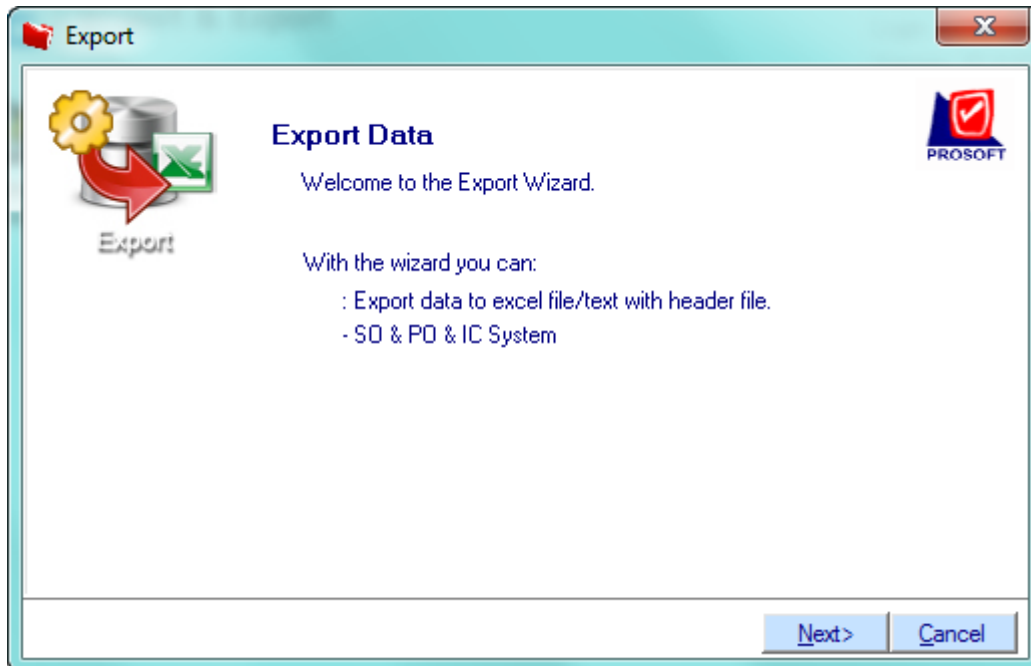 Export
Export Data
PROSOFT
Welcome to the Export Wizard.
Export
With the wizard you can:
: Export data to excel file/text with header file.
- SO & PO & IC System
Next>
Cancel